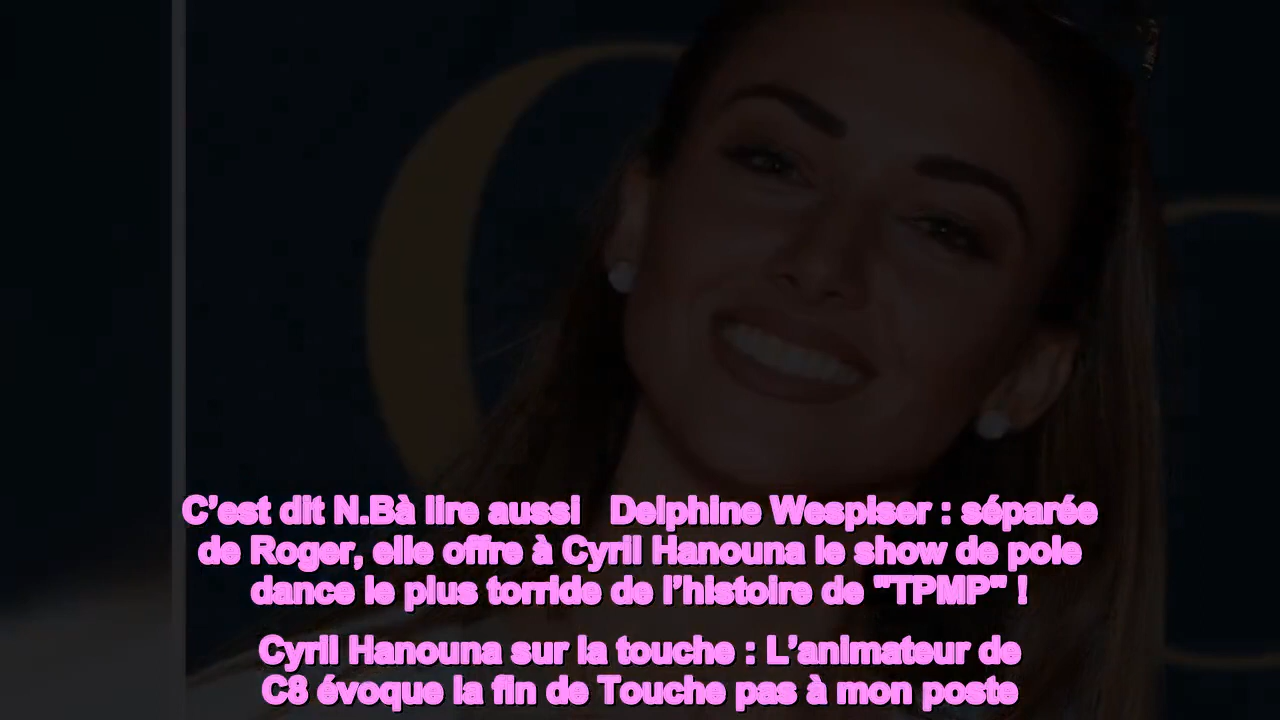 C’est dit N.Bà lire aussi   Delphine Wespiser : séparée
de Roger, elle offre à Cyril Hanouna le show de pole
dance le plus torride de l’histoire de "TPMP" !
Cyril Hanouna sur la touche : L’animateur de
C8 évoque la fin de Touche pas à mon poste